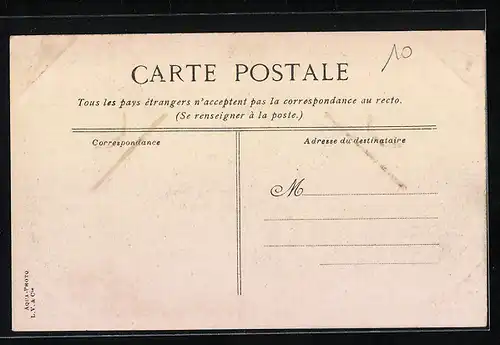 10
CARTE POSTALE
Tous les pays étrangers n'acceptent pas la correspondance au recto.
(Se renseigner à la poste.)
Correspondance
Adresse du destinataire
M
AQUA-PHOTO
L. V. & Cie